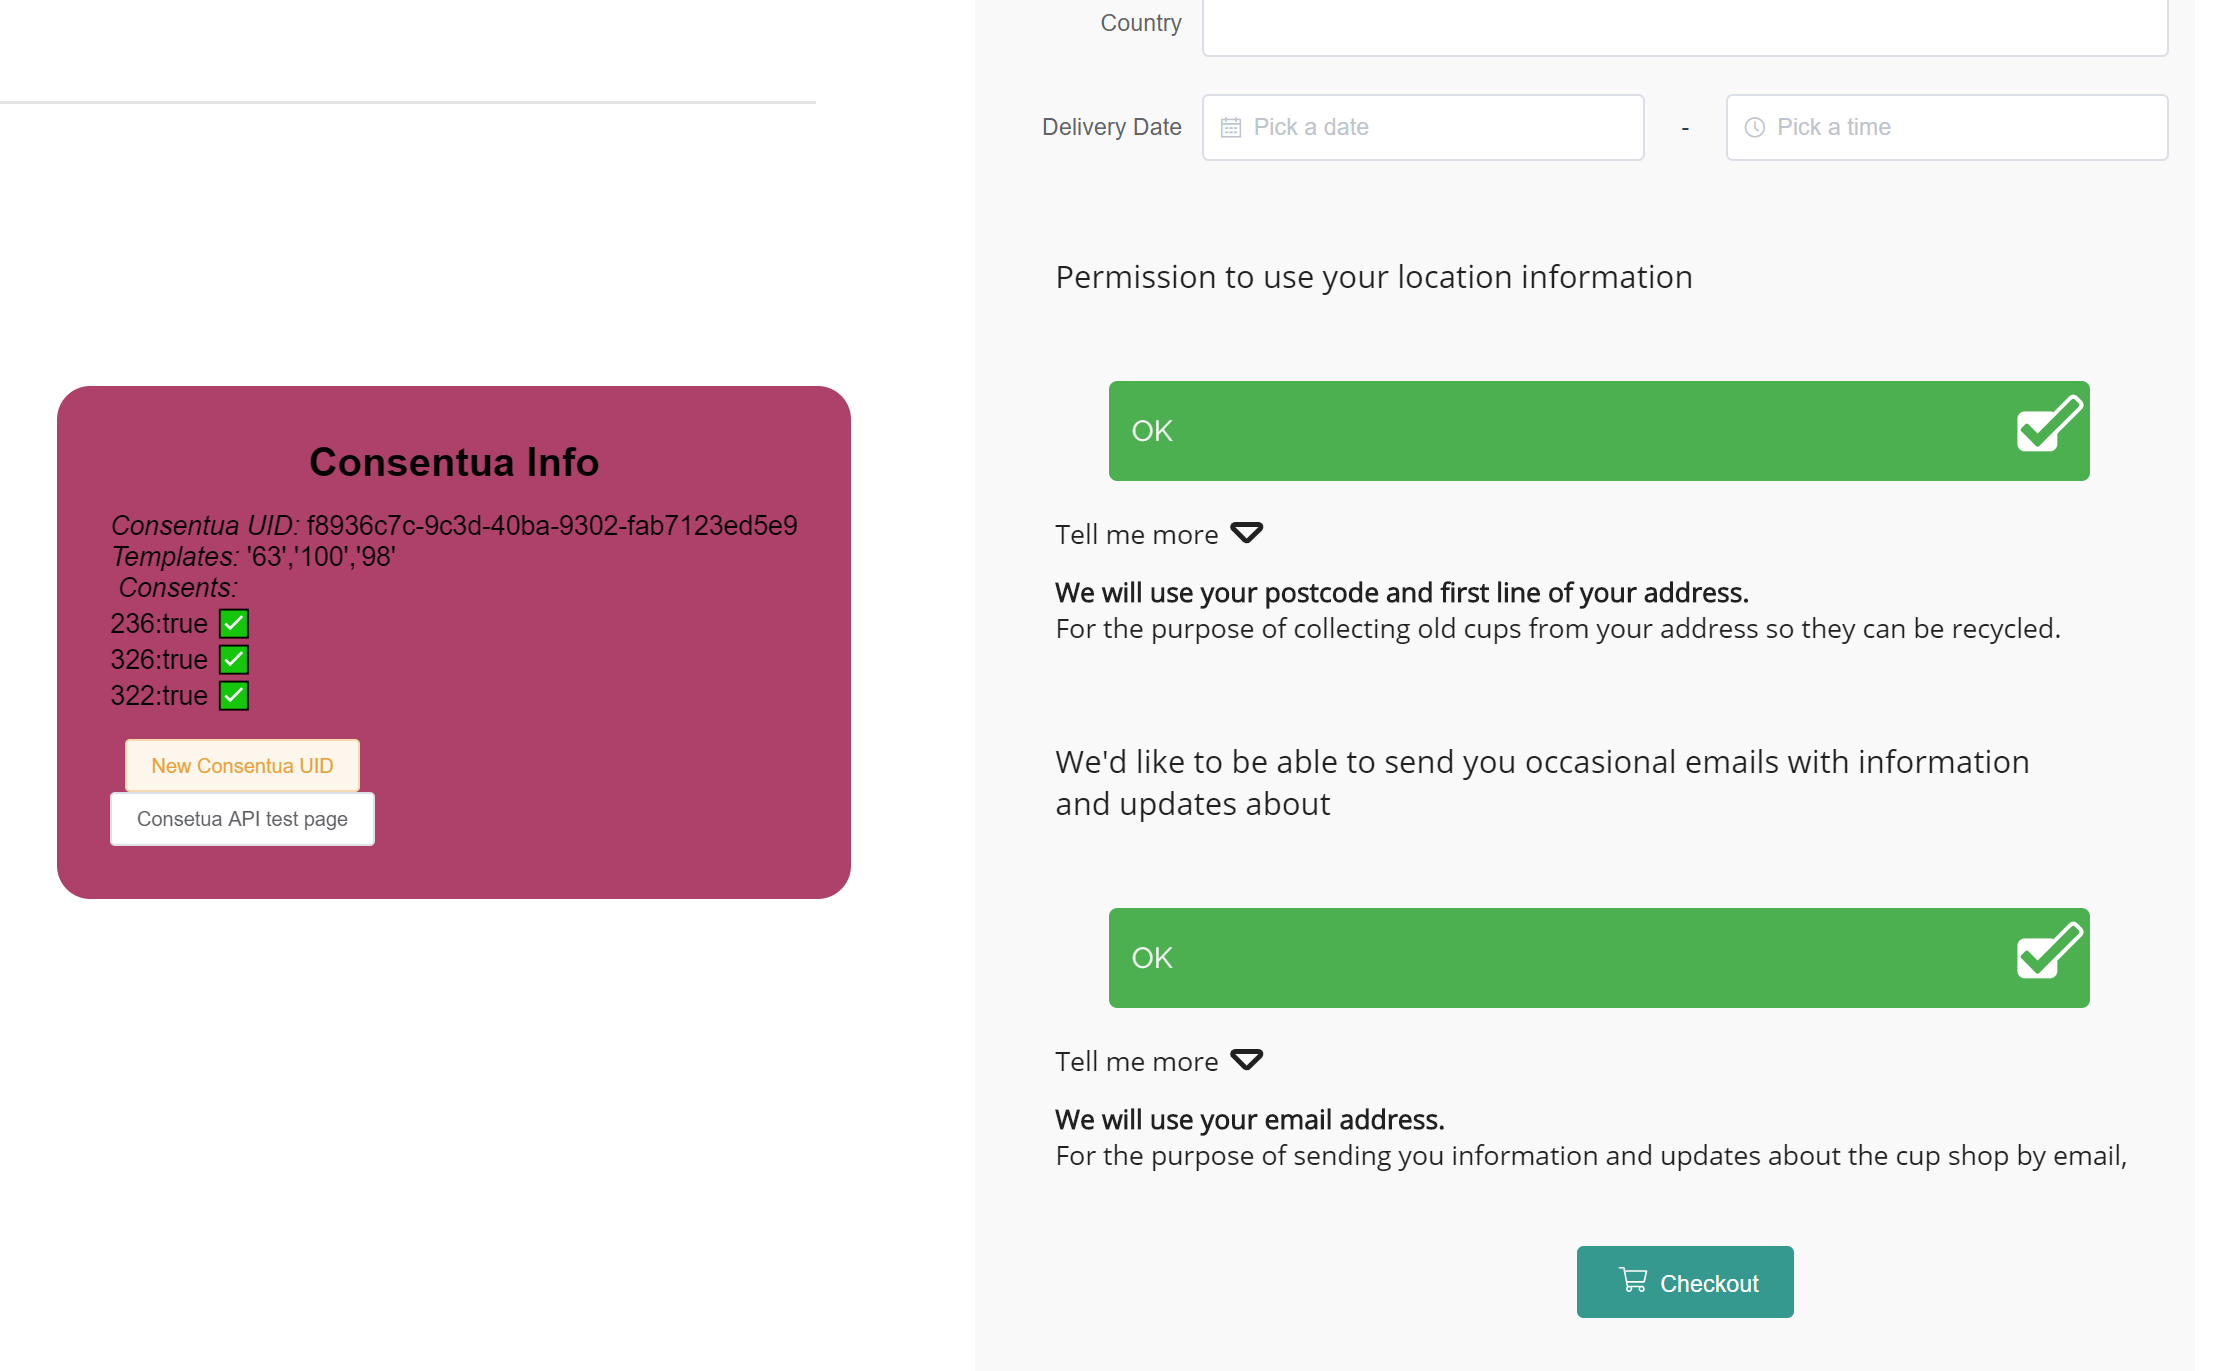 Consentua Info
Consentua UID: f8936c7c-9c3d-40ba-9302-fab7123ed5e9
Templates: '63','100','98'
Consents:
236:true
326:true
322:true
New Consentua UID
Consetua API test page
Country
Delivery Date Pick a date - Pick a time
Permission to use your location information
OK
Tell me more
We will use your postcode and first line of your address.
For the purpose of collecting old cups from your address so they can be recycled.
We'd like to be able to send you occasional emails with information
and updates about
OK
Tell me more
We will use your email address.
For the purpose of sending you information and updates about the cup shop by email,
Checkout